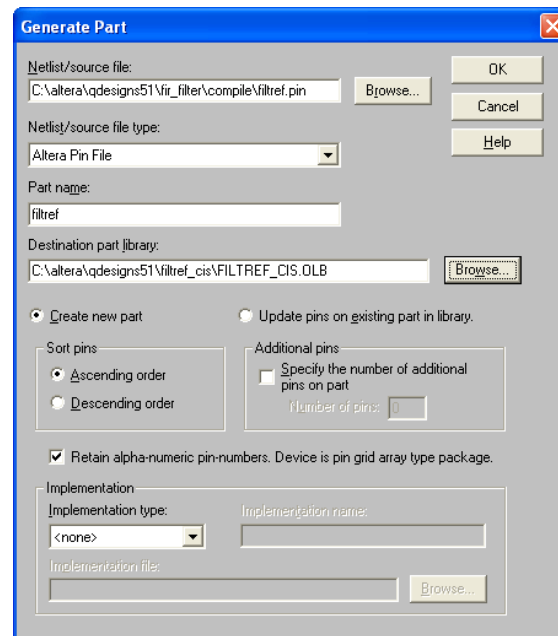 Generate Part
Netlist/source file:
C:\altera\qdesigns51\fir_filter\compile\filtref.pin
Browse...
OK
Cancel
Help
Netlist/source file type:
Altera Pin File
Part name:
filtref
Destination part library:
C:\altera\qdesigns51\filtref_cis\FILTREF_CIS.OLB
Browse...
Create new part
Update pins on existing part in library.
Sort pins
Ascending order
Descending order
Additional pins
Specify the number of additional
pins on part
Number of pins:
0
Retain alpha-numeric pin-numbers. Device is pin grid array type package.
Implementation
Implementation type:
<none>
Implementation name:
Implementation file:
Browse...